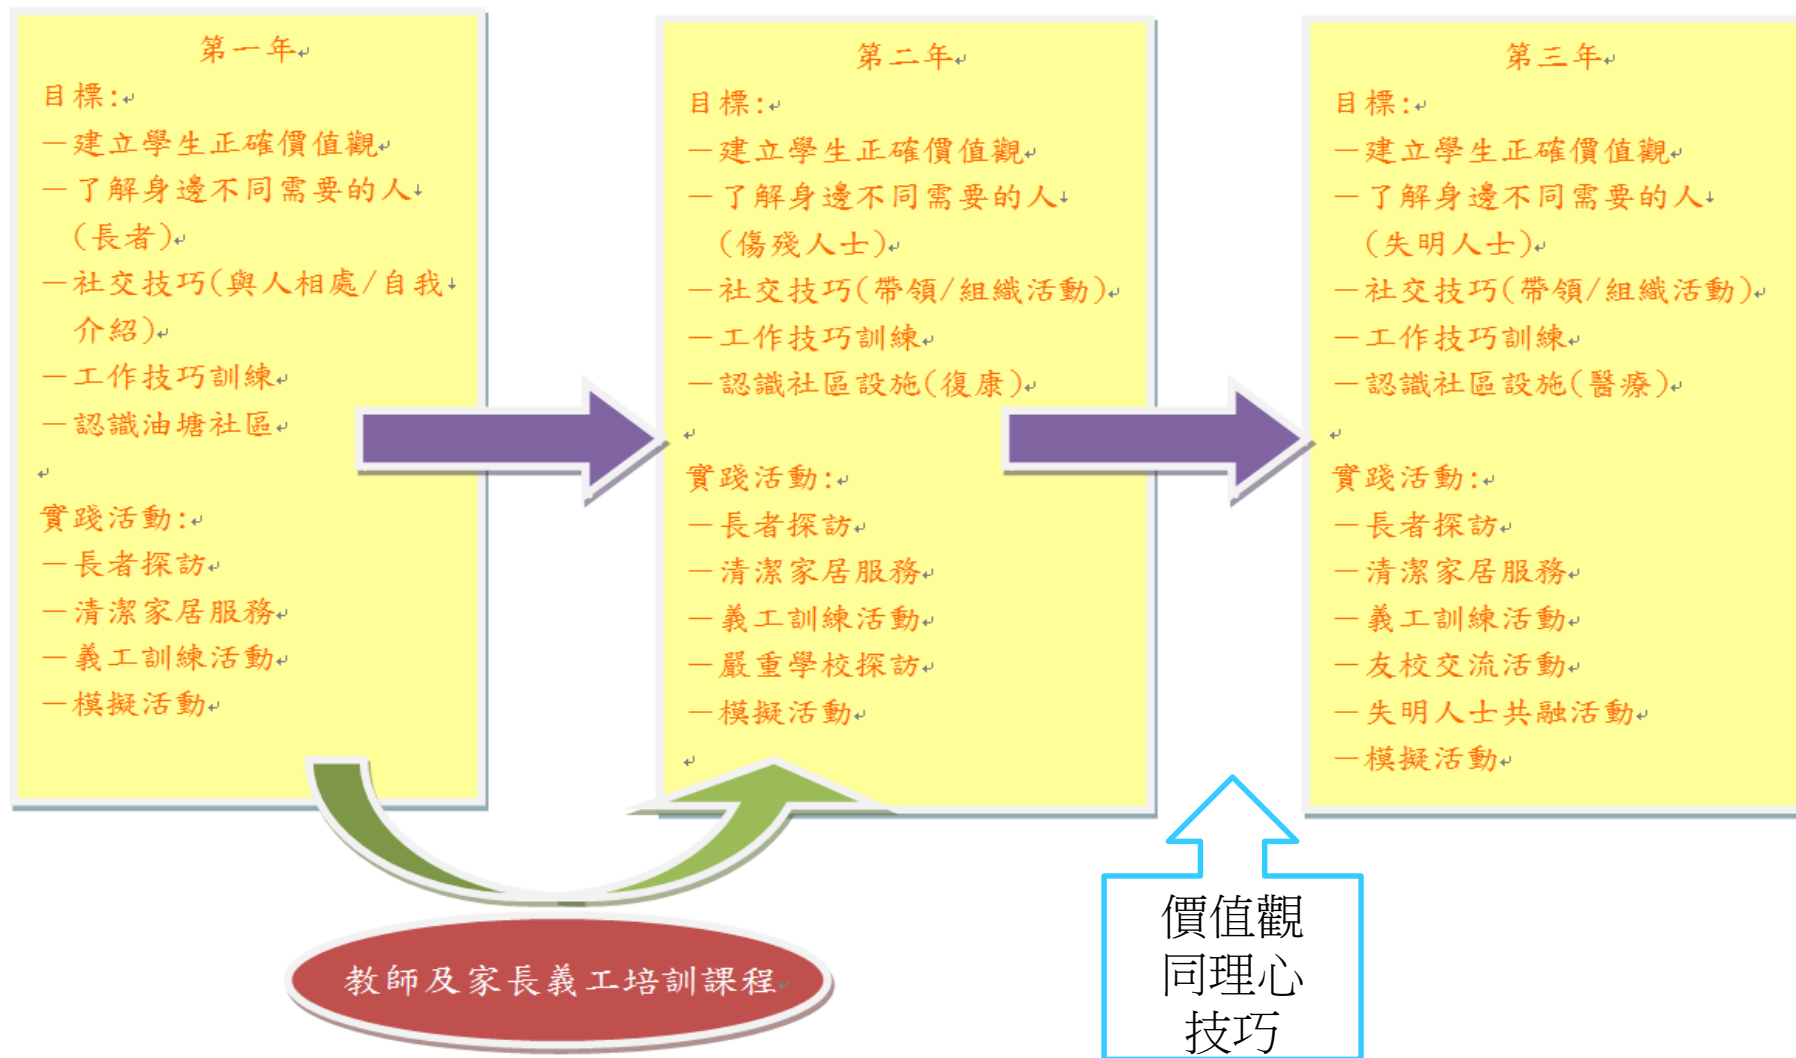 第一年
目標:
－建立學生正確價值觀
－了解身邊不同需要的人
(長者)
－社交技巧(與人相處/自我
介紹)
－工作技巧訓練
－認識油塘社區
實踐活動:
－長者探訪
－清潔家居服務
－義工訓練活動
－模擬活動
第二年
目標:
－建立學生正確價值觀
－了解身邊不同需要的人
(傷殘人士)
－社交技巧(帶領/組織活動)
－工作技巧訓練
－認識社區設施(復康)
實踐活動:
－長者探訪
－清潔家居服務
－義工訓練活動
－嚴重學校探訪
－模擬活動
第三年
目標:
－建立學生正確價值觀
－了解身邊不同需要的人
(失明人士)
－社交技巧(帶領/組織活動)
－工作技巧訓練
－認識社區設施(醫療)
實踐活動:
－長者探訪
－清潔家居服務
－義工訓練活動
－友校交流活動
－失明人士共融活動
－模擬活動
教師及家長義工培訓課程
價值觀
同理心
技巧